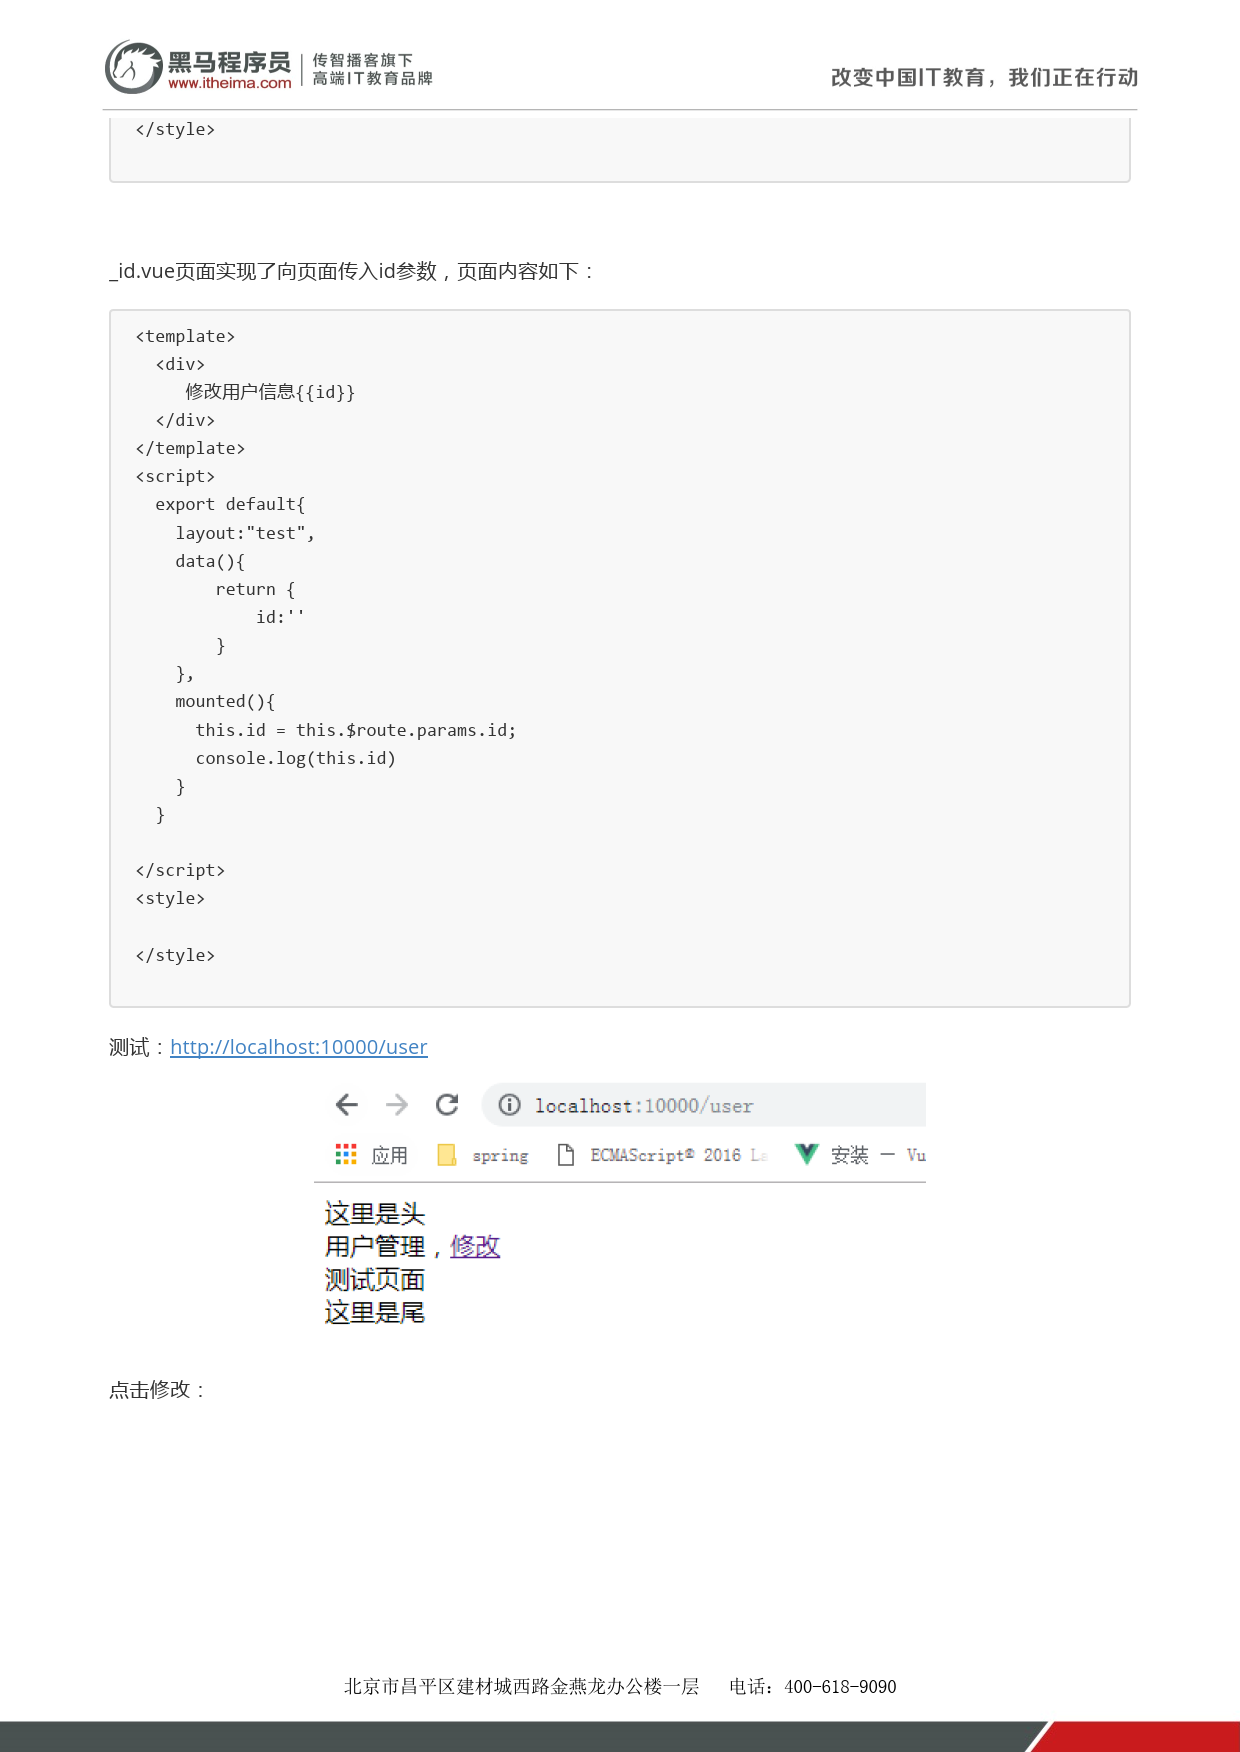 黑马程序员
www.itheima.com
传智播客旗下
高端IT教育品牌
改变中国IT教育，我们正在行动
</style>
_id.vue页面实现了向页面传入id参数，页面内容如下：
<template>
  <div>
     修改用户信息{{id}}
  </div>
</template>
<script>
  export default{
    layout:"test",
    data(){
        return {
            id:''
        }
    },
    mounted(){
      this.id = this.$route.params.id;
      console.log(this.id)
    }
  }
</script>
<style>
</style>
测试：http://localhost:10000/user
localhost:10000/user
应用 spring ECMAScript® 2016 La 安装 — Vu
这里是头
用户管理，修改
测试页面
这里是尾
点击修改：
北京市昌平区建材城西路金燕龙办公楼一层 电话：400-618-9090